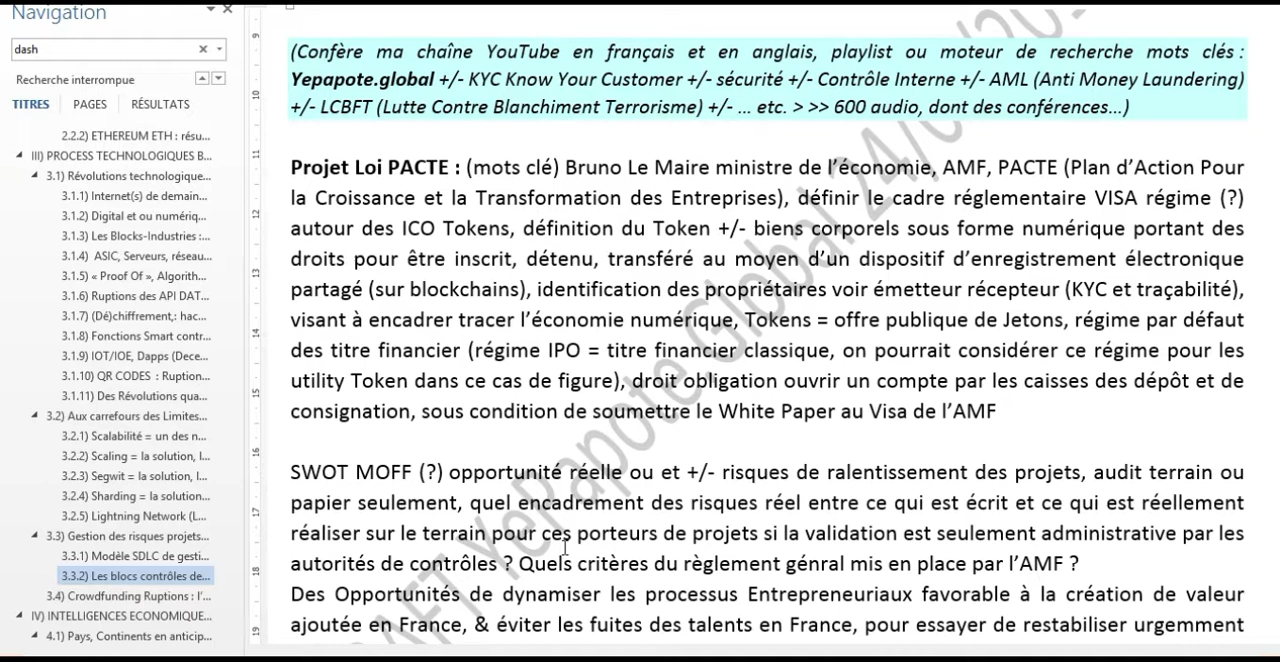 Navigation
dash
Recherche interrompue
TITRES PAGES RÉSULTATS
2.2.2) ETHEREUM ETH : résu...
III) PROCESS TECHNOLOGIQUES B...
3.1) Révolutions technologique...
3.1.1) Internet(s) de demain...
3.1.2) Digital et ou numériq...
3.1.3) Les Blocks-Industries :...
3.1.4) ASIC, Serveurs, réseau...
3.1.5) « Proof Of », Algorith...
3.1.6) Ruptions des API DAT...
3.1.7) (Dé)chiffrement,: hac...
3.1.8) Fonctions Smart contr...
3.1.9) IOT/IOE, Dapps (Dece...
3.1.10) QR CODES : Ruption...
3.1.11) Des Révolutions qua...
3.2) Aux carrefours des Limites...
3.2.1) Scalabilité = un des n...
3.2.2) Scaling = la solution, l...
3.2.3) Segwit = la solution, l...
3.2.4) Sharding = la solution...
3.2.5) Lightning Network (L...
3.3) Gestion des risques projets...
3.3.1) Modèle SDLC de gesti...
3.3.2) Les blocs contrôles de...
3.4) Crowdfunding Ruptions : l'...
IV) INTELLIGENCES ECONOMIQUE...
4.1) Pays, Continents en anticip...
9
10
11
12
13
14
15
16
17
18
19
(Confère ma chaîne YouTube en français et en anglais, playlist ou moteur de recherche mots clés :
Yepapote.global +/- KYC Know Your Customer +/- sécurité +/- Contrôle Interne +/- AML (Anti Money Laundering)
+/- LCBFT (Lutte Contre Blanchiment Terrorisme) +/- ... etc. > >> 600 audio, dont des conférences...)
Projet Loi PACTE : (mots clé) Bruno Le Maire ministre de l'économie, AMF, PACTE (Plan d'Action Pour
la Croissance et la Transformation des Entreprises), définir le cadre réglementaire VISA régime (?)
autour des ICO Tokens, définition du Token +/- biens corporels sous forme numérique portant des
droits pour être inscrit, détenu, transféré au moyen d'un dispositif d'enregistrement électronique
partagé (sur blockchains), identification des propriétaires voir émetteur récepteur (KYC et traçabilité),
visant à encadrer tracer l'économie numérique, Tokens = offre publique de Jetons, régime par défaut
des titre financier (régime IPO = titre financier classique, on pourrait considérer ce régime pour les
utility Token dans ce cas de figure), droit obligation ouvrir un compte par les caisses des dépôt et de
consignation, sous condition de soumettre le White Paper au Visa de l'AMF
SWOT MOFF (?) opportunité réelle ou et +/- risques de ralentissement des projets, audit terrain ou
papier seulement, quel encadrement des risques réel entre ce qui est écrit et ce qui est réellement
réaliser sur le terrain pour ces porteurs de projets si la validation est seulement administrative par les
autorités de contrôles ? Quels critères du règlement génral mis en place par l'AMF ?
Des Opportunités de dynamiser les processus Entrepreneuriaux favorable à la création de valeur
ajoutée en France, & éviter les fuites des talents en France, pour essayer de restabiliser urgemment
YePapote.Global 24/0